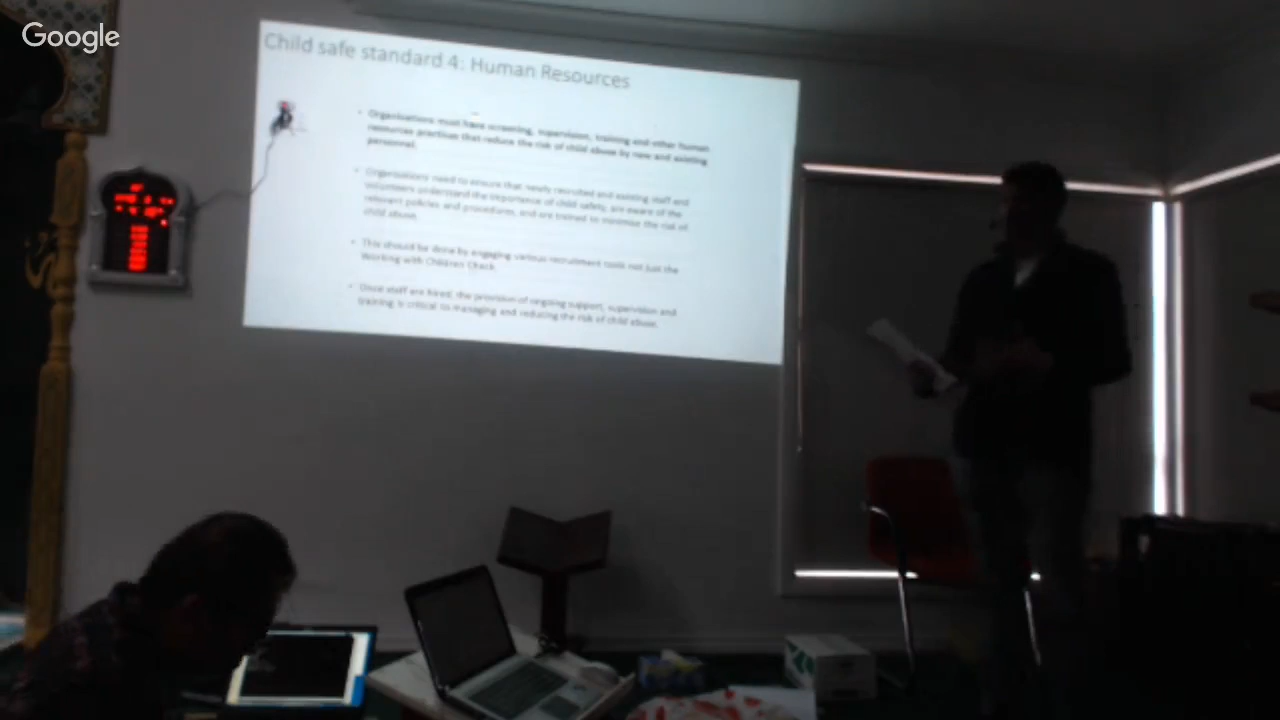 Google
Child safe standard 4: Human Resources
• Organisations must have screening, supervision, training and other human
resources practices that reduce the risk of child abuse by new and existing
personnel.
• Organisations need to ensure that newly recruited and existing staff and
volunteers understand the importance of child safety, are aware of the
relevant policies and procedures, and are trained to minimise the risk of
child abuse.
• This should be done by engaging various recruitment tools not just the
Working with Children Check
• Once staff are hired, the provision of ongoing support, supervision and
training is critical to managing and reducing the risk of child abuse.